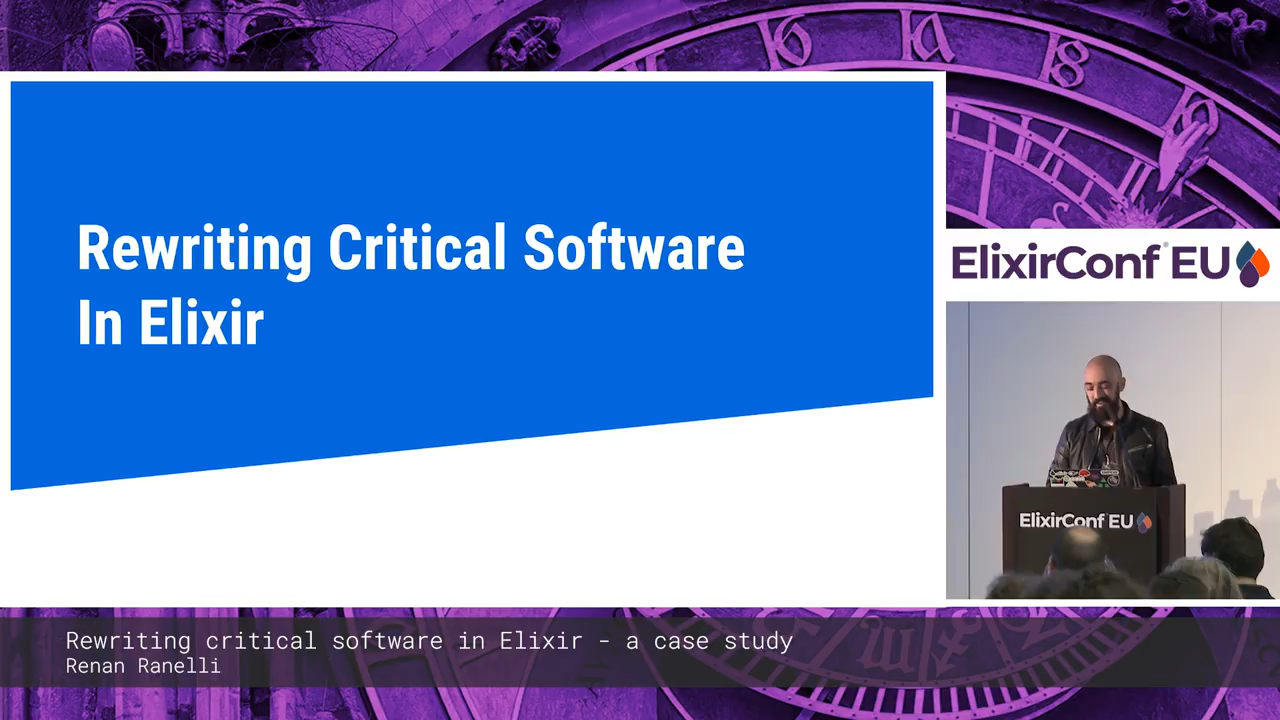 Rewriting Critical Software
In Elixir
ElixirConf® EU
ElixirConf EU
Rewriting critical software in Elixir - a case study
Renan Ranelli